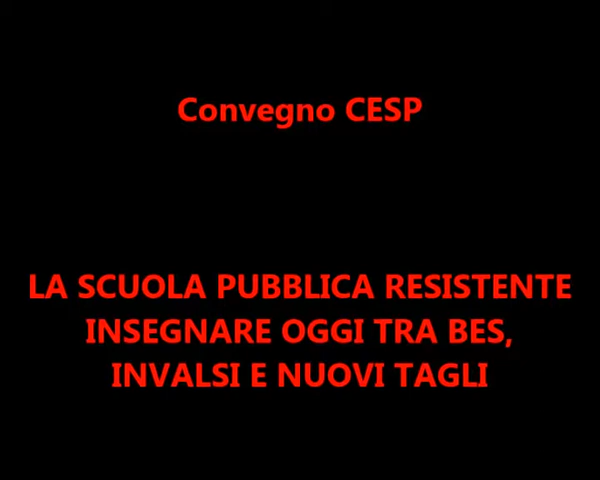 Convegno CESP
LA SCUOLA PUBBLICA RESISTENTE
INSEGNARE OGGI TRA BES,
INVALSI E NUOVI TAGLI